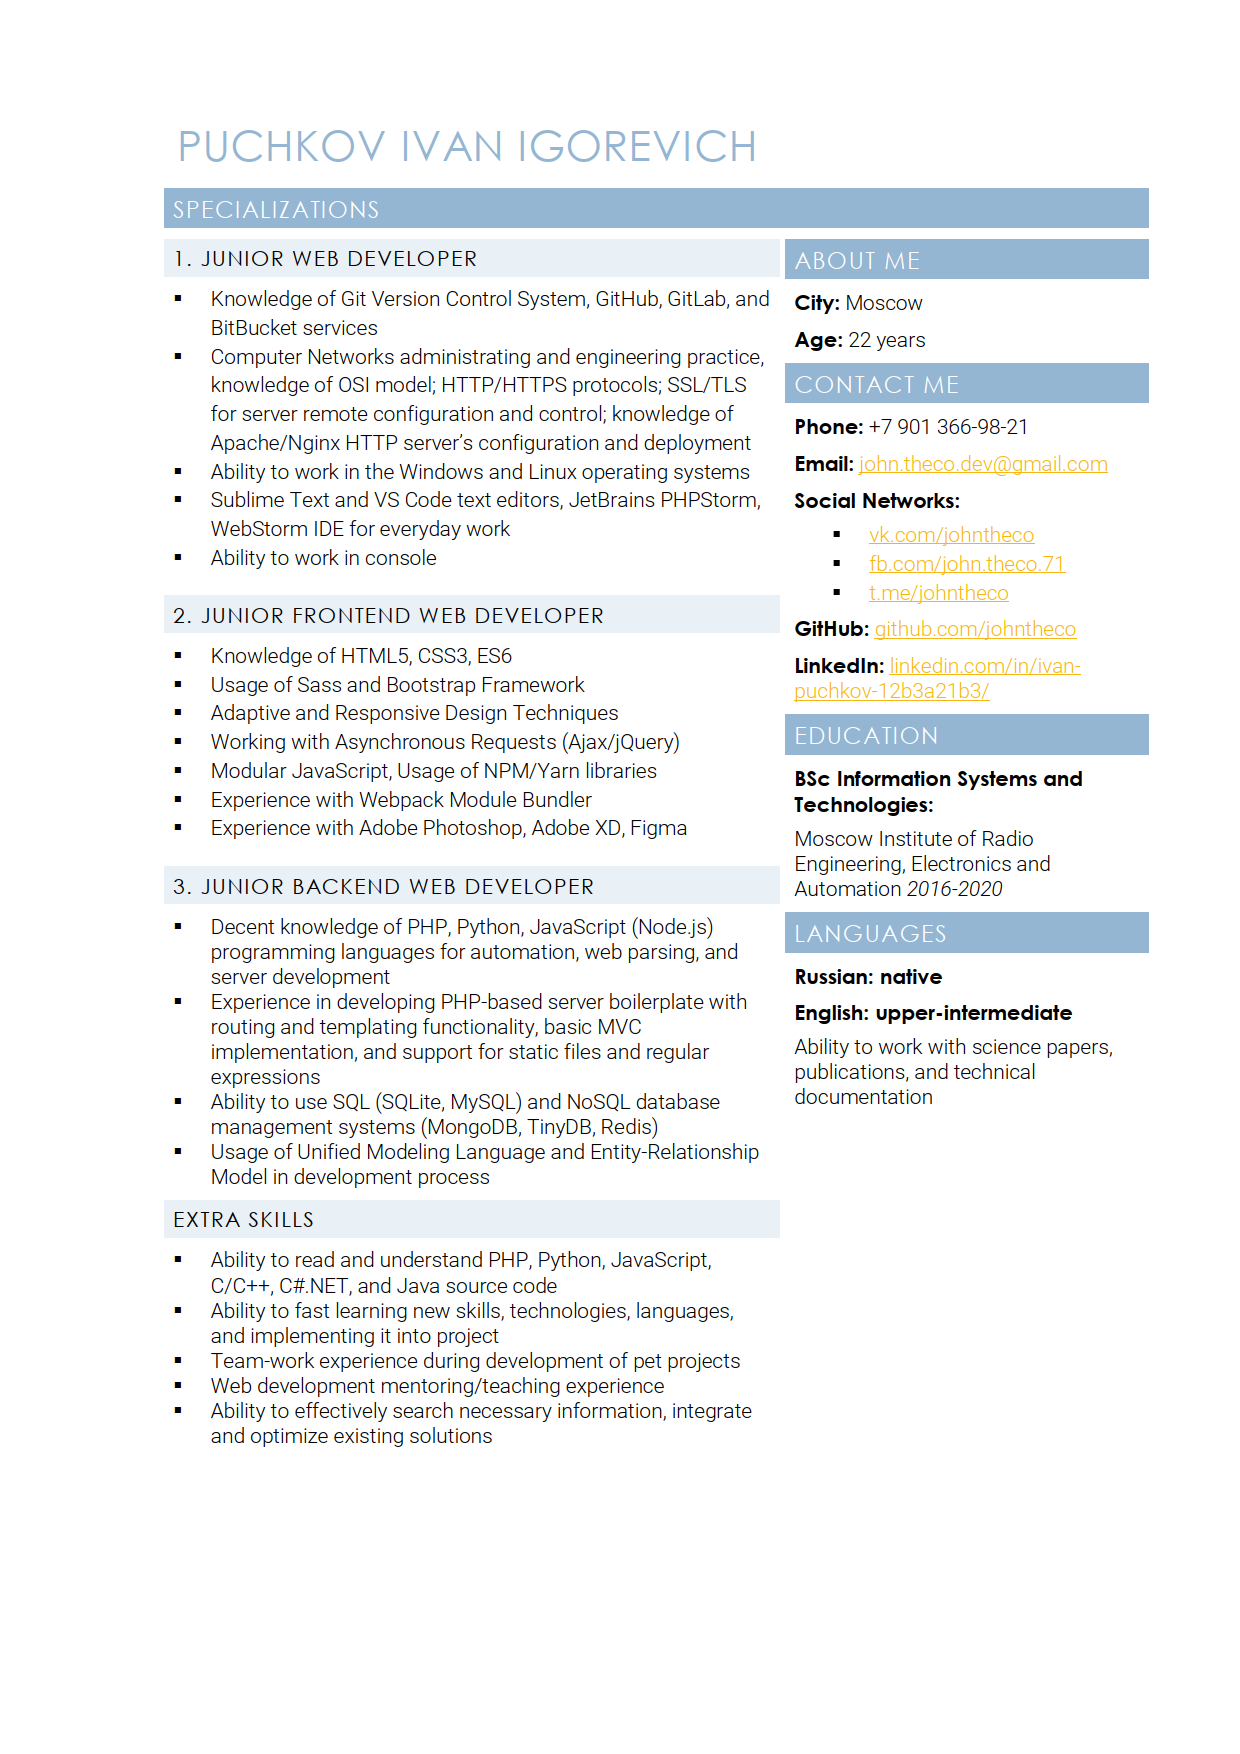 PUCHKOV IVAN IGOREVICH
SPECIALIZATIONS
1. JUNIOR WEB DEVELOPER
▪ Knowledge of Git Version Control System, GitHub, GitLab, and
BitBucket services
▪ Computer Networks administrating and engineering practice,
knowledge of OSI model; HTTP/HTTPS protocols; SSL/TLS
for server remote configuration and control; knowledge of
Apache/Nginx HTTP server’s configuration and deployment
▪ Ability to work in the Windows and Linux operating systems
▪ Sublime Text and VS Code text editors, JetBrains PHPStorm,
WebStorm IDE for everyday work
▪ Ability to work in console
2. JUNIOR FRONTEND WEB DEVELOPER
▪ Knowledge of HTML5, CSS3, ES6
▪ Usage of Sass and Bootstrap Framework
▪ Adaptive and Responsive Design Techniques
▪ Working with Asynchronous Requests (Ajax/jQuery)
▪ Modular JavaScript, Usage of NPM/Yarn libraries
▪ Experience with Webpack Module Bundler
▪ Experience with Adobe Photoshop, Adobe XD, Figma
3. JUNIOR BACKEND WEB DEVELOPER
▪ Decent knowledge of PHP, Python, JavaScript (Node.js)
programming languages for automation, web parsing, and
server development
▪ Experience in developing PHP-based server boilerplate with
routing and templating functionality, basic MVC
implementation, and support for static files and regular
expressions
▪ Ability to use SQL (SQLite, MySQL) and NoSQL database
management systems (MongoDB, TinyDB, Redis)
▪ Usage of Unified Modeling Language and Entity-Relationship
Model in development process
EXTRA SKILLS
▪ Ability to read and understand PHP, Python, JavaScript,
C/C++, C#.NET, and Java source code
▪ Ability to fast learning new skills, technologies, languages,
and implementing it into project
▪ Team-work experience during development of pet projects
▪ Web development mentoring/teaching experience
▪ Ability to effectively search necessary information, integrate
and optimize existing solutions
ABOUT ME
City: Moscow
Age: 22 years
CONTACT ME
Phone: +7 901 366-98-21
Email: john.theco.dev@gmail.com
Social Networks:
▪ vk.com/johntheco
▪ fb.com/john.theco.71
▪ t.me/johntheco
GitHub: github.com/johntheco
LinkedIn: linkedin.com/in/ivan-
puchkov-12b3a21b3/
EDUCATION
BSc Information Systems and
Technologies:
Moscow Institute of Radio
Engineering, Electronics and
Automation 2016-2020
LANGUAGES
Russian: native
English: upper-intermediate
Ability to work with science papers,
publications, and technical
documentation